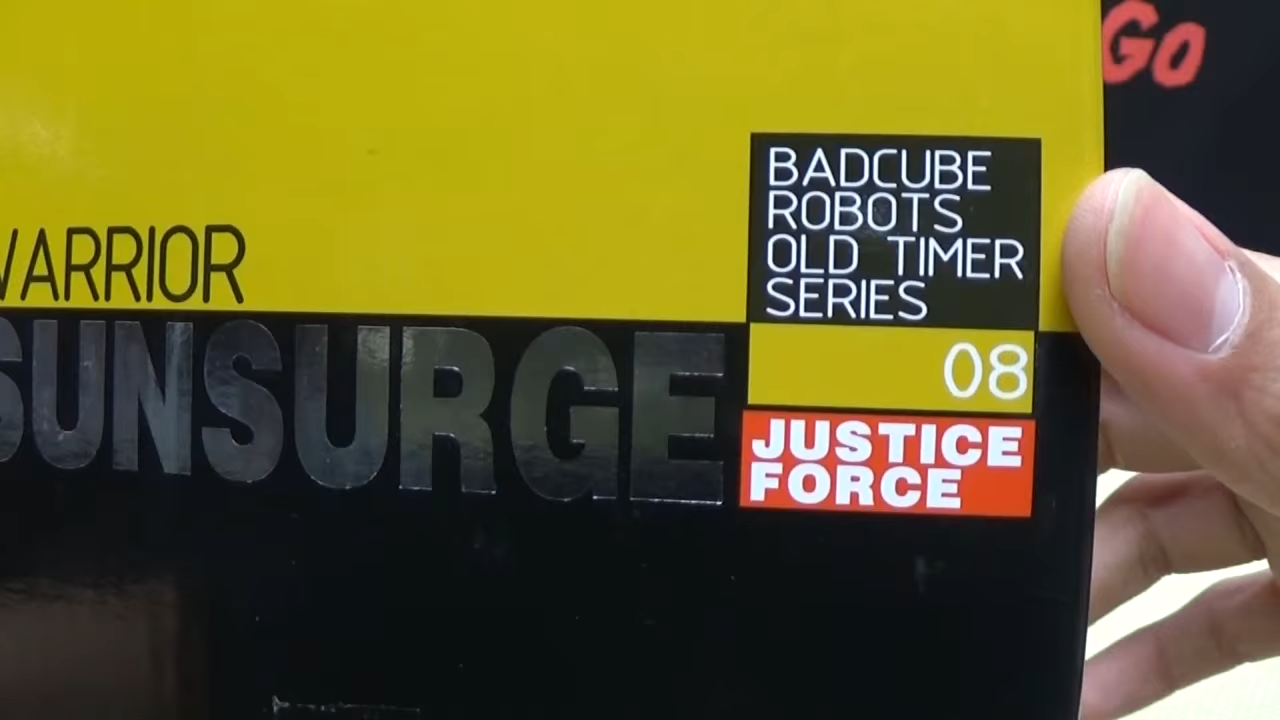 GO
WARRIOR
SUNSURGE
BADCUBE
ROBOTS
OLD TIMER
SERIES
08
JUSTICE
FORCE